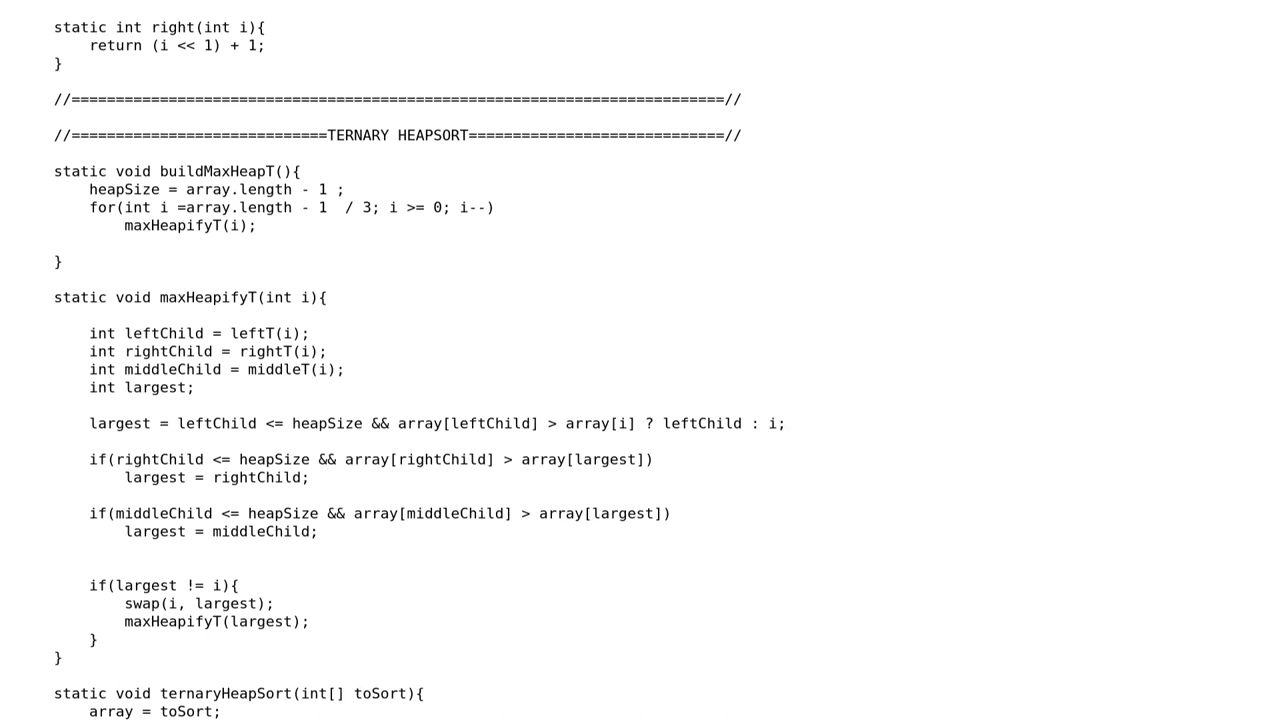 static int right(int i){
    return (i << 1) + 1;
}
//==========================================================================//
//=============================TERNARY HEAPSORT=============================//
static void buildMaxHeapT(){
    heapSize = array.length - 1 ;
    for(int i =array.length - 1  / 3; i >= 0; i--)
        maxHeapifyT(i);
}
static void maxHeapifyT(int i){
    int leftChild = leftT(i);
    int rightChild = rightT(i);
    int middleChild = middleT(i);
    int largest;
    largest = leftChild <= heapSize && array[leftChild] > array[i] ? leftChild : i;
    if(rightChild <= heapSize && array[rightChild] > array[largest])
        largest = rightChild;
    if(middleChild <= heapSize && array[middleChild] > array[largest])
        largest = middleChild;
    if(largest != i){
        swap(i, largest);
        maxHeapifyT(largest);
    }
}
static void ternaryHeapSort(int[] toSort){
    array = toSort;